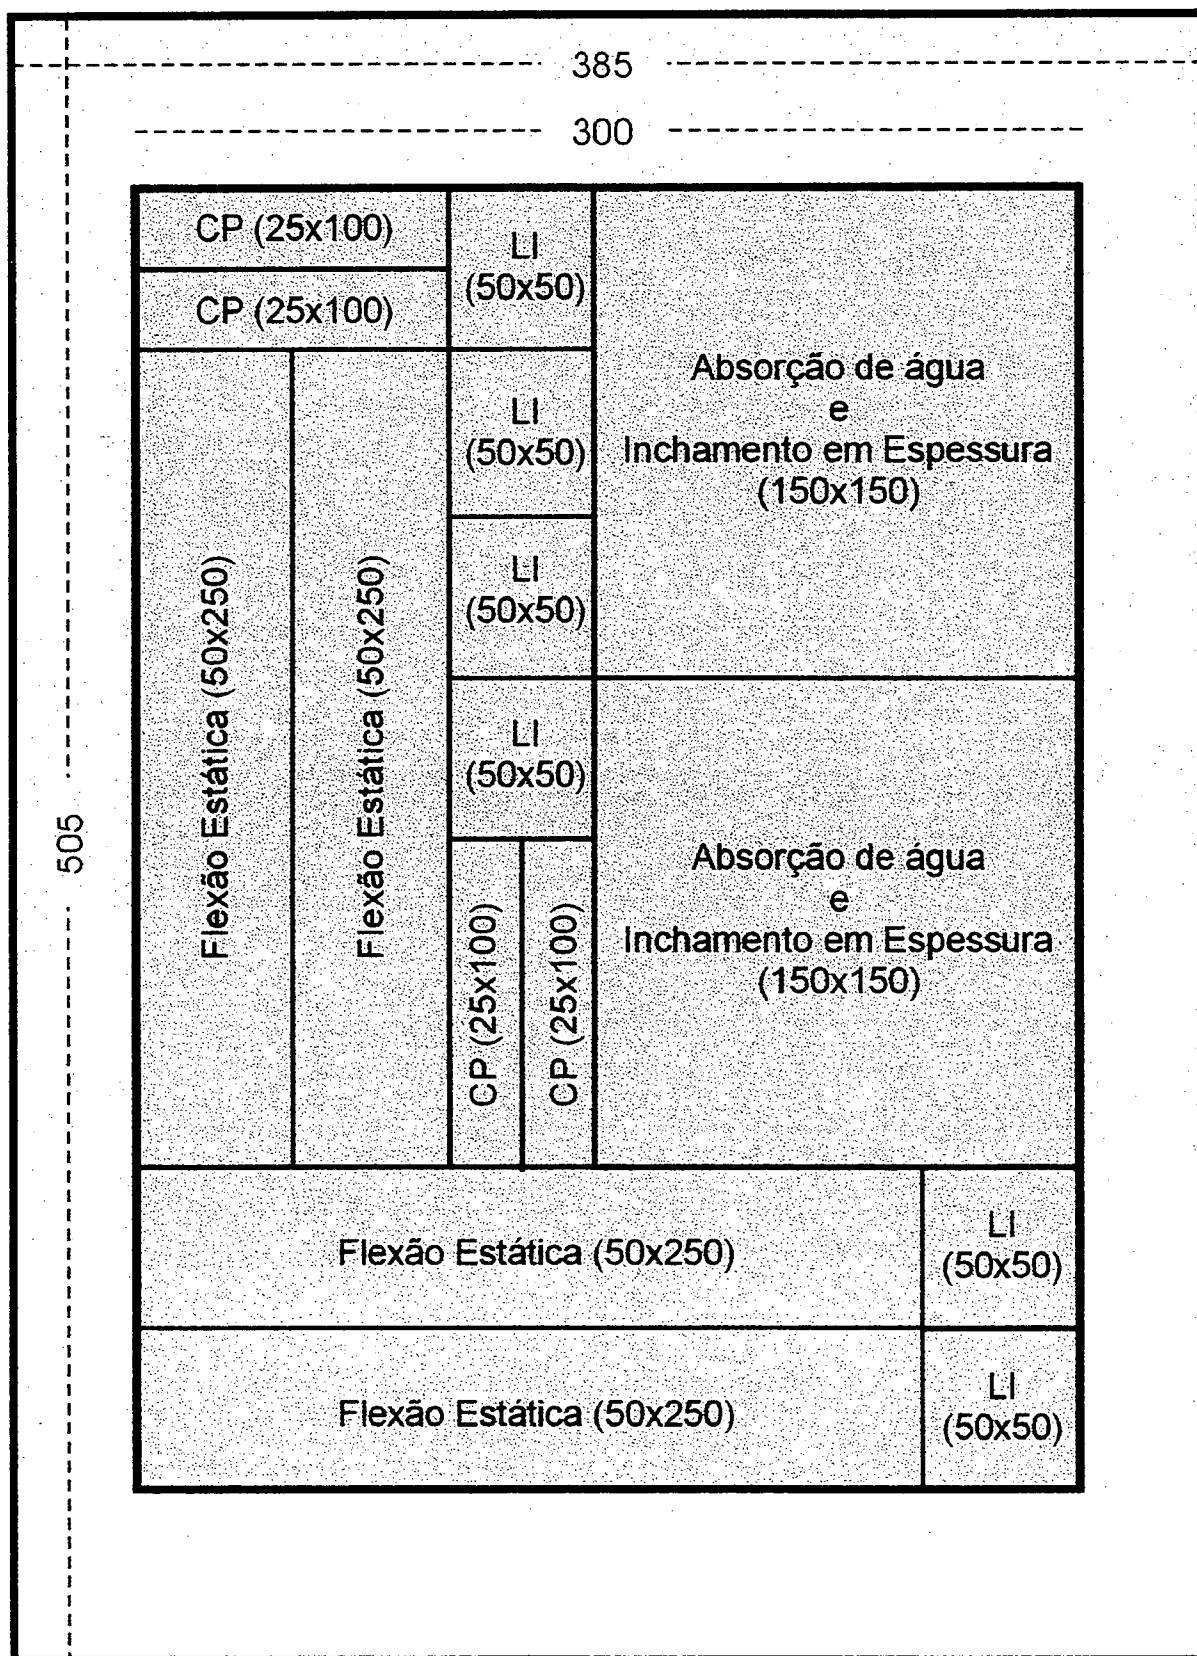 385
300
CP (25x100)
CP (25x100)
LI
(50x50)
LI
(50x50)
LI
(50x50)
LI
(50x50)
Absorção de água
e
Inchamento em Espessura
(150x150)
Flexão Estática (50x250)
Flexão Estática (50x250)
505
CP (25x100)
CP (25x100)
Absorção de água
e
Inchamento em Espessura
(150x150)
Flexão Estática (50x250)
LI
(50x50)
Flexão Estática (50x250)
LI
(50x50)